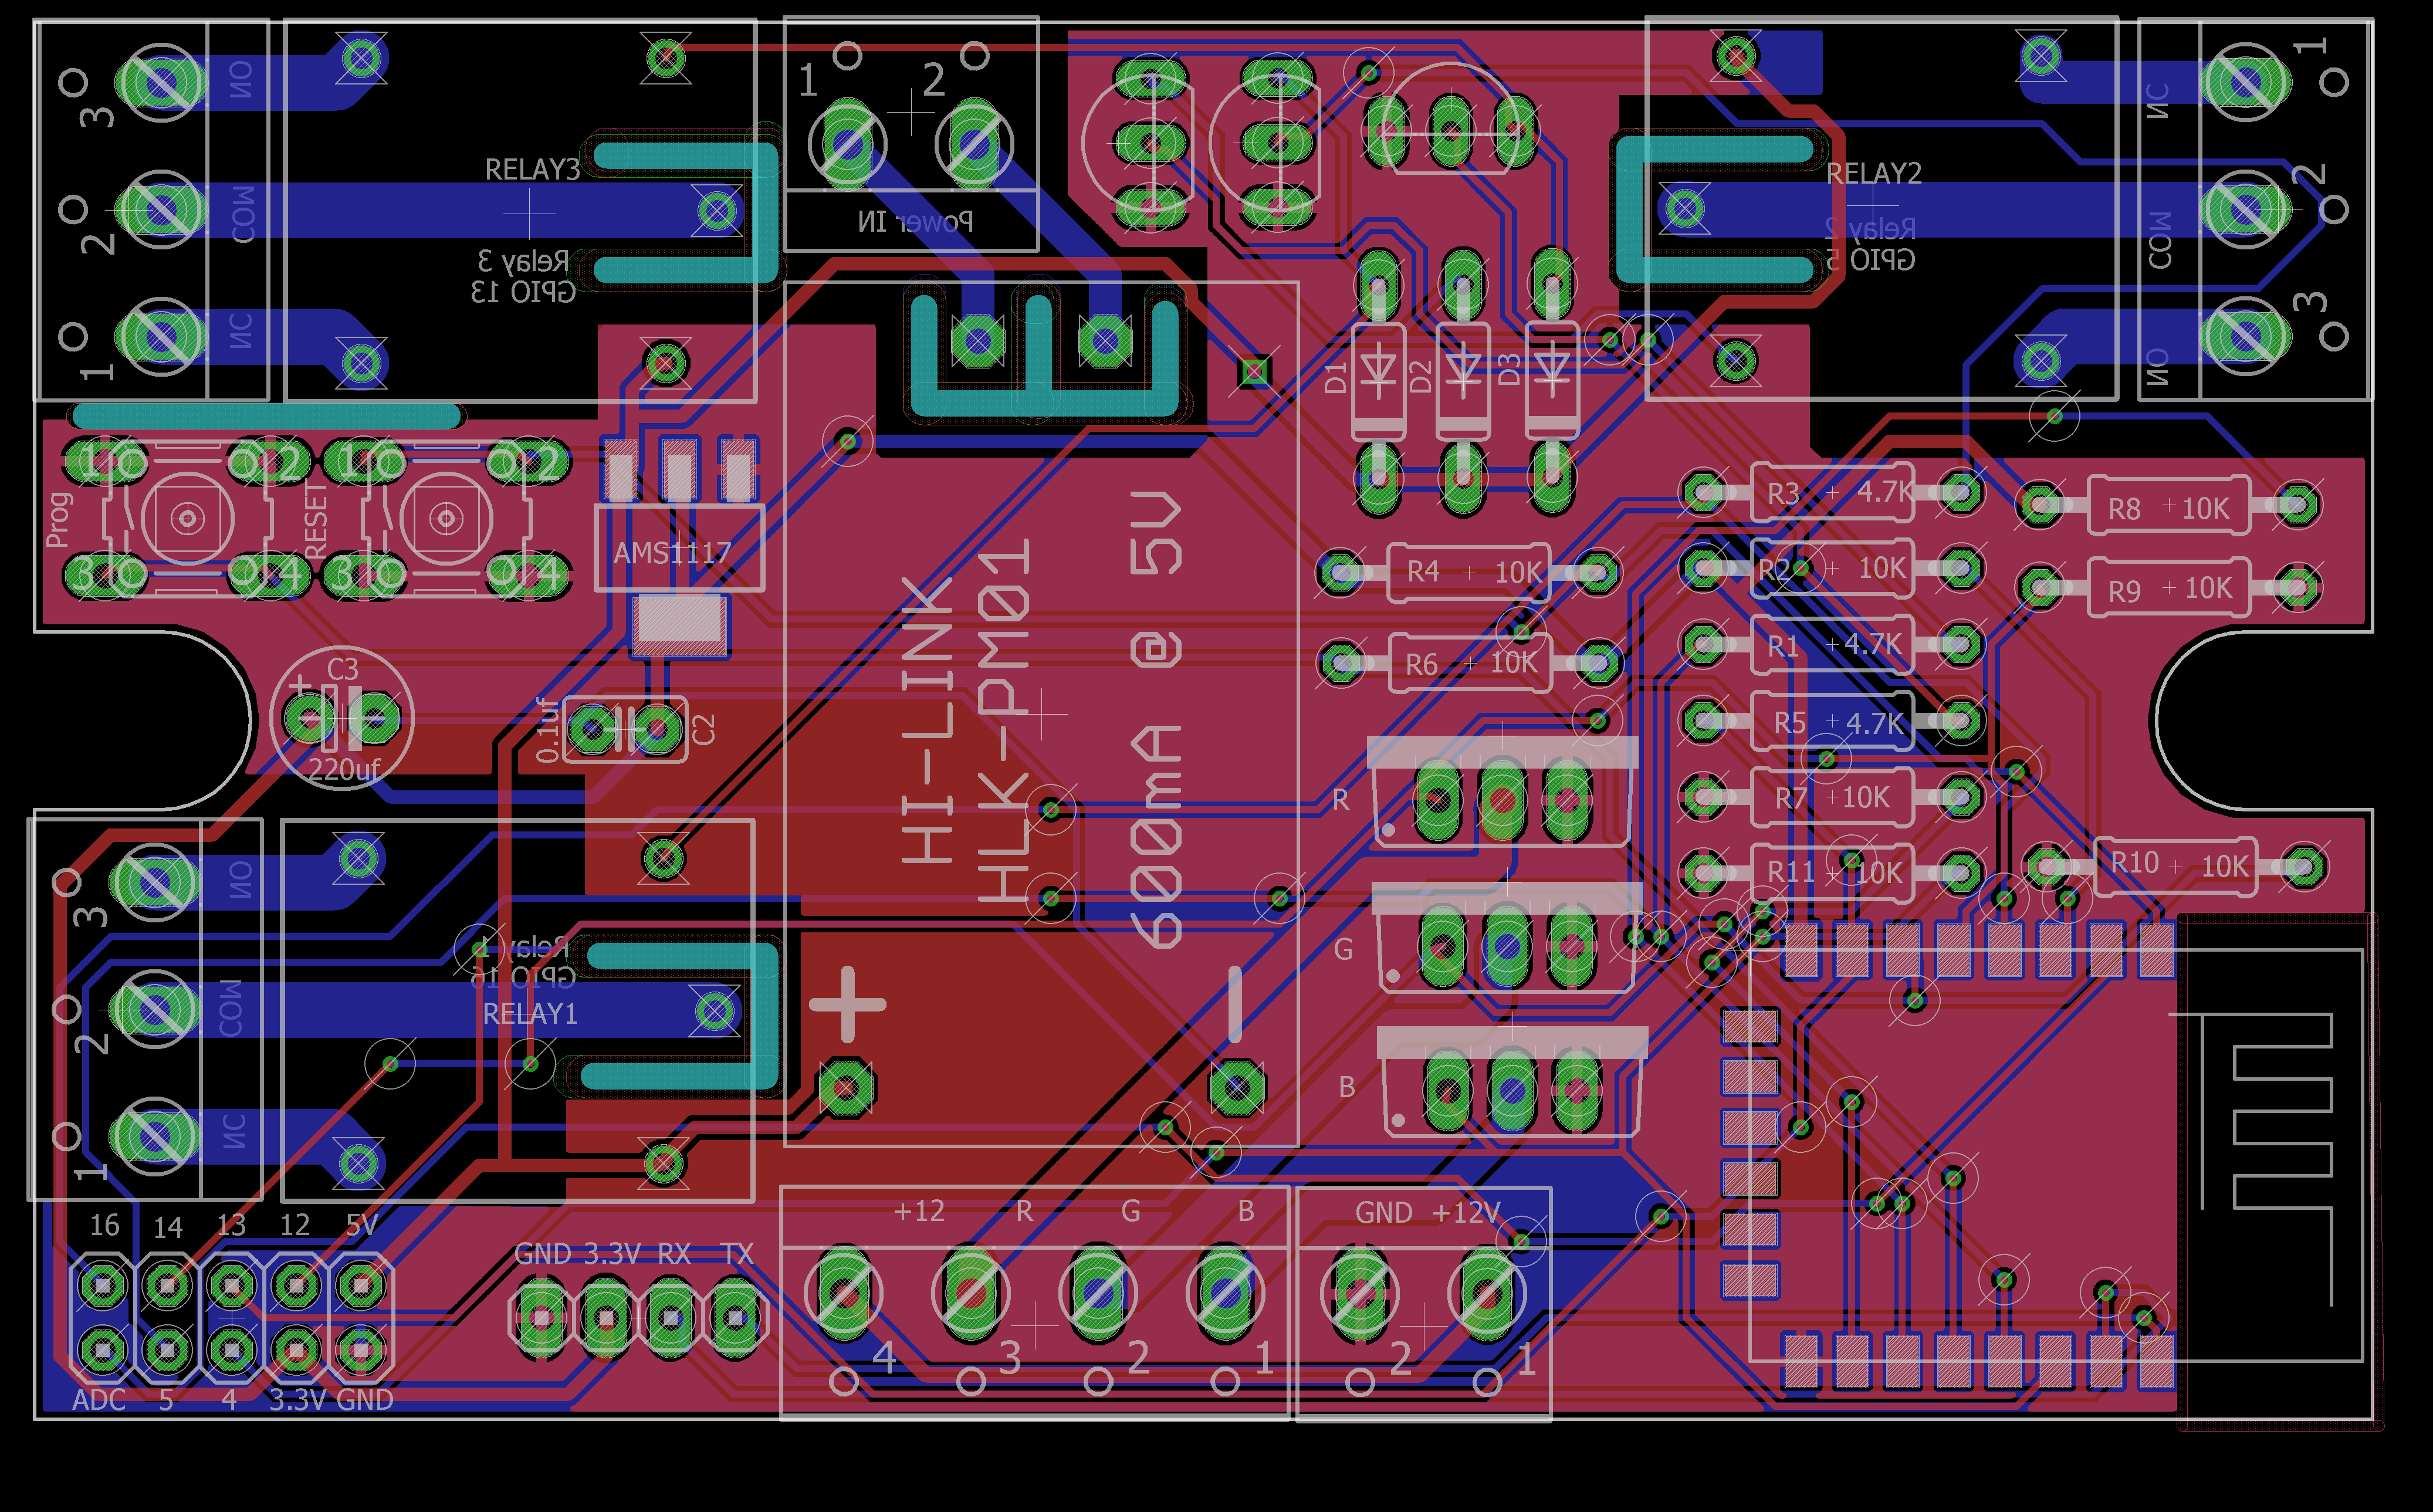 NO
3
RELAY3
COM
2
Relay 3
GPIO 13
NC
1
1 2
Power IN
RELAY2
Relay 2
GPIO 5
NC
1
COM
2
NO
3
Prog
1 2
3 4
RESET
1 2
3 4
AMS1117
D1
D2
D3
HI-LINK
HLK-PM01
600mA @ 5V
+ -
C3
+
220uf
0.1uf
C2
R3 4.7K
R2 10K
R1 4.7K
R5 4.7K
R7 10K
R11 10K
R8 10K
R9 10K
R10 10K
R4 10K
R6 10K
R
G
B
NO
3
COM
2
NC
1
Relay 1
GPIO 16
RELAY1
16 14 13 12 5V
ADC 5 4 3.3V GND
GND 3.3V RX TX
+12 R G B
4 3 2 1
GND +12V
2 1